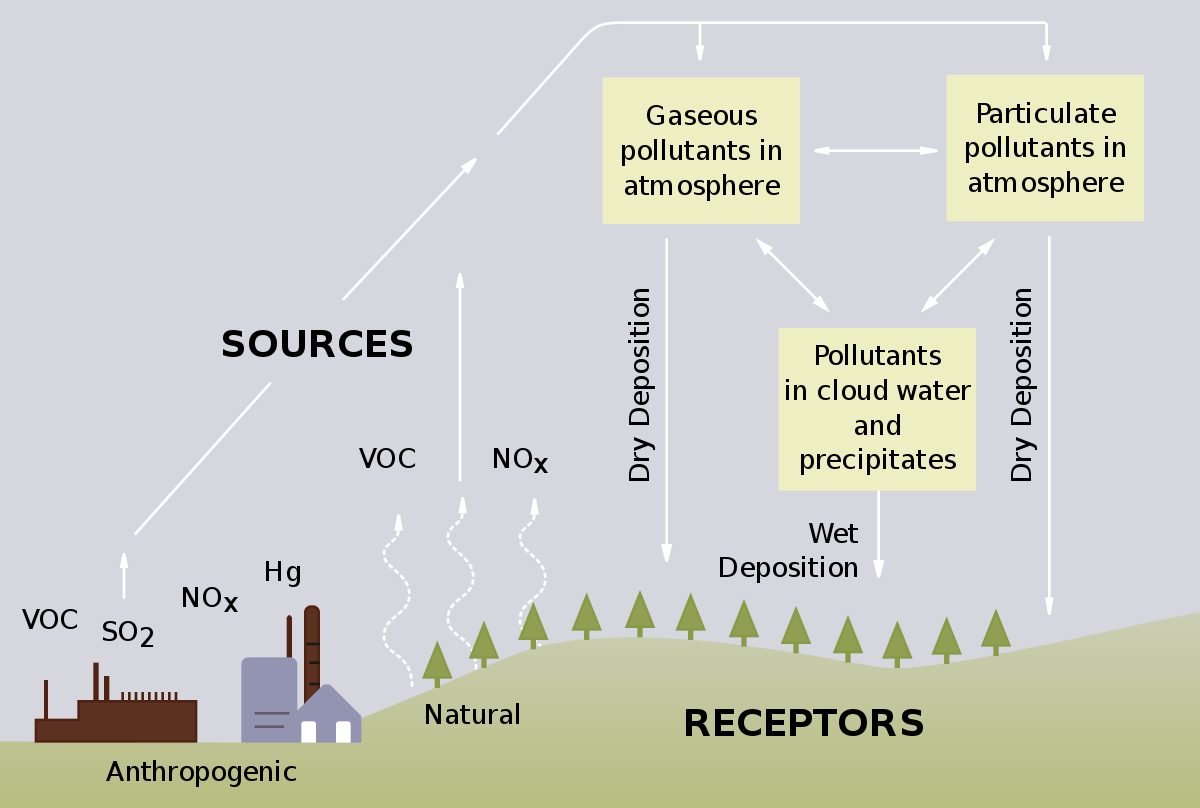 Gaseous
pollutants in
atmosphere
Particulate
pollutants in
atmosphere
SOURCES
Dry Deposition
Pollutants
in cloud water
and
precipitates
Dry Deposition
VOC
NOx
Wet
Deposition
Hg
NOx
VOC
SO2
Natural
RECEPTORS
Anthropogenic